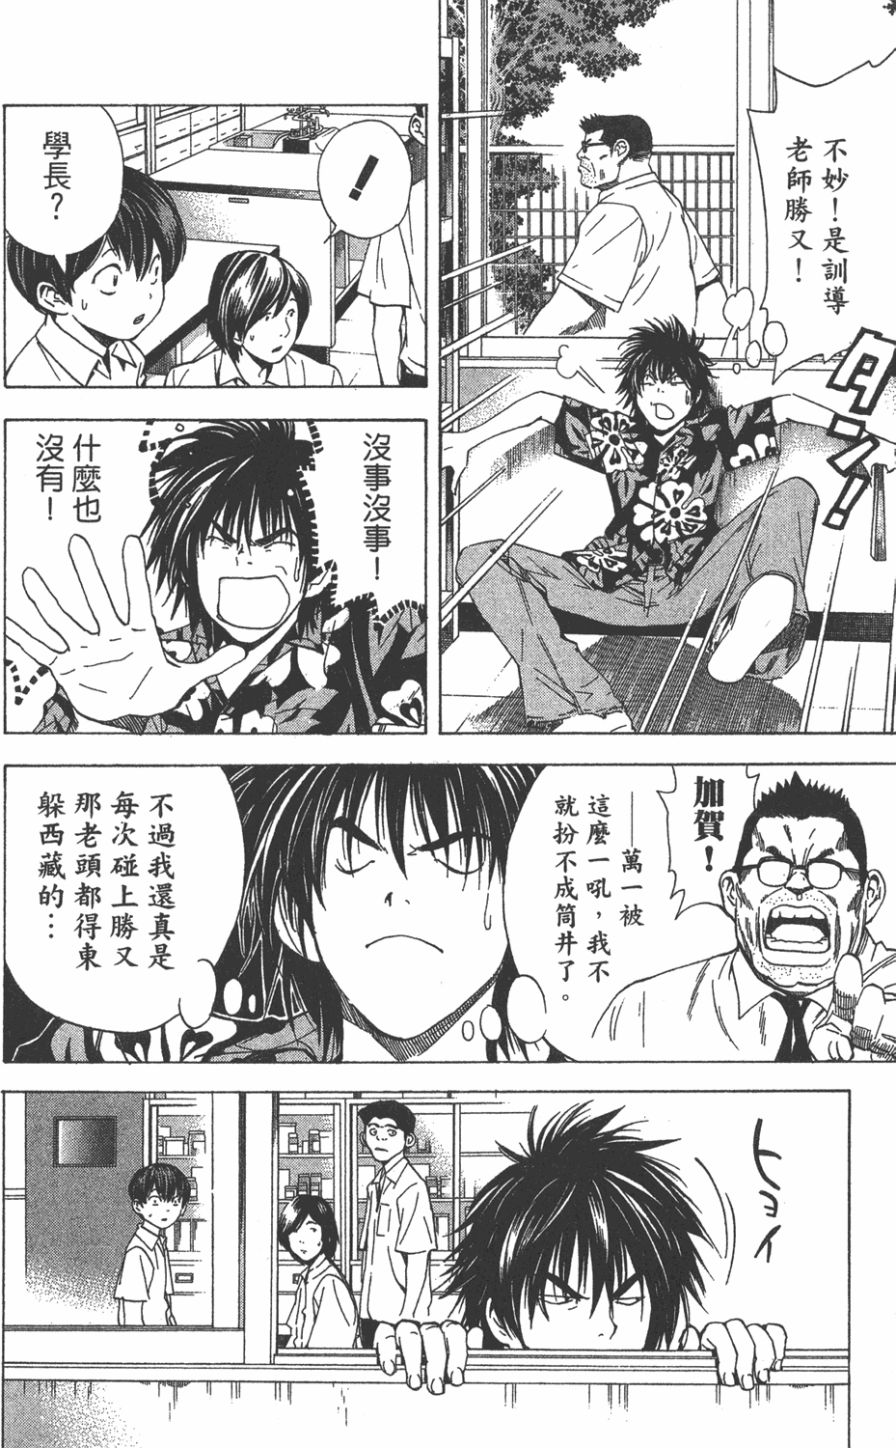 不妙！是訓導
老師勝又！
ダン！
！
學長？
沒事沒事！
什麼也
沒有！
加賀！
——萬一被
這麼一吼，我不
就扮不成筒井了。
不過我還真是
每次碰上勝又
那老頭都得東
躲西藏的…
ヒョイ